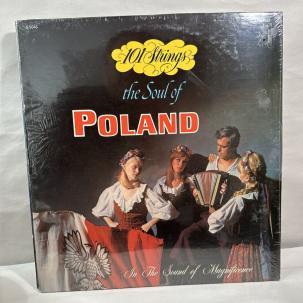 101 Strings
the Soul of
POLAND
In The Sound of Magnificence